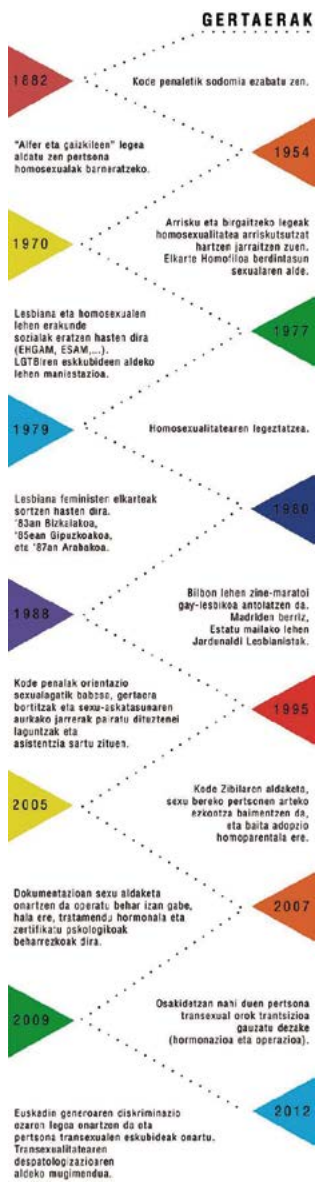 GERTAERAK
1882
Kode penaletik sodomia ezabatu zen.
"Alfer eta gaizkileen" legea
aldatu zen pertsona
homosexualak barneratzeko.
1954
1970
Arrisku eta birgaitzeko legeak
homosexualitatea arriskutsutzat
hartzen jarraitzen zuen.
Elkarte Homofiloa berdintasun
sexualaren alde.
Lesbiana eta homosexualen
lehen erakunde
sozialak eratzen hasten dira
(EHGAM, ESAM,...).
LGTBIren eskkubideen aldeko
lehen maniestazioa.
1977
1979
Homosexualitatearen legeztatzea.
Lesbiana feministen elkarteak
sortzen hasten dira.
'83an Bizkaiakoa,
'85ean Gipuzkoakoa,
eta '87an Arabakoa.
1980
1988
Bilbon lehen zine-maratoi
gay-lesbikoa antolatzen da.
Madriden berriz,
Estatu mailako lehen
Jardunaldi Lesbianistak.
Kode penalak orientazio
sexualagatik babesa, gertaera
bortitzak eta sexu-askatasunaren
aurkako jarrerak pairatu dituztenei
laguntzak eta
asistentzia sartu zituen.
1995
2005
Kode Zibilaren aldaketa,
sexu bereko pertsonen arteko
ezkontza baimentzen da,
eta baita adopzio
homoparentala ere.
Dokumentazioan sexu aldaketa
onartzen da operatu behar izan gabe,
hala ere, tratamendu hormonala eta
zertifikatu pskologikoak
beharrezkoak dira.
2007
2009
Osakidetzan nahi duen pertsona
transexual orok trantsizioa
gauzatu dezake
(hormonazioa eta operazioa).
Euskadin generoaren diskriminazio
ezaren legea onartzen da eta
pertsona transexualen eskubideak onartu.
Transexualitatearen
despatologizazioaren
aldeko mugimendua.
2012